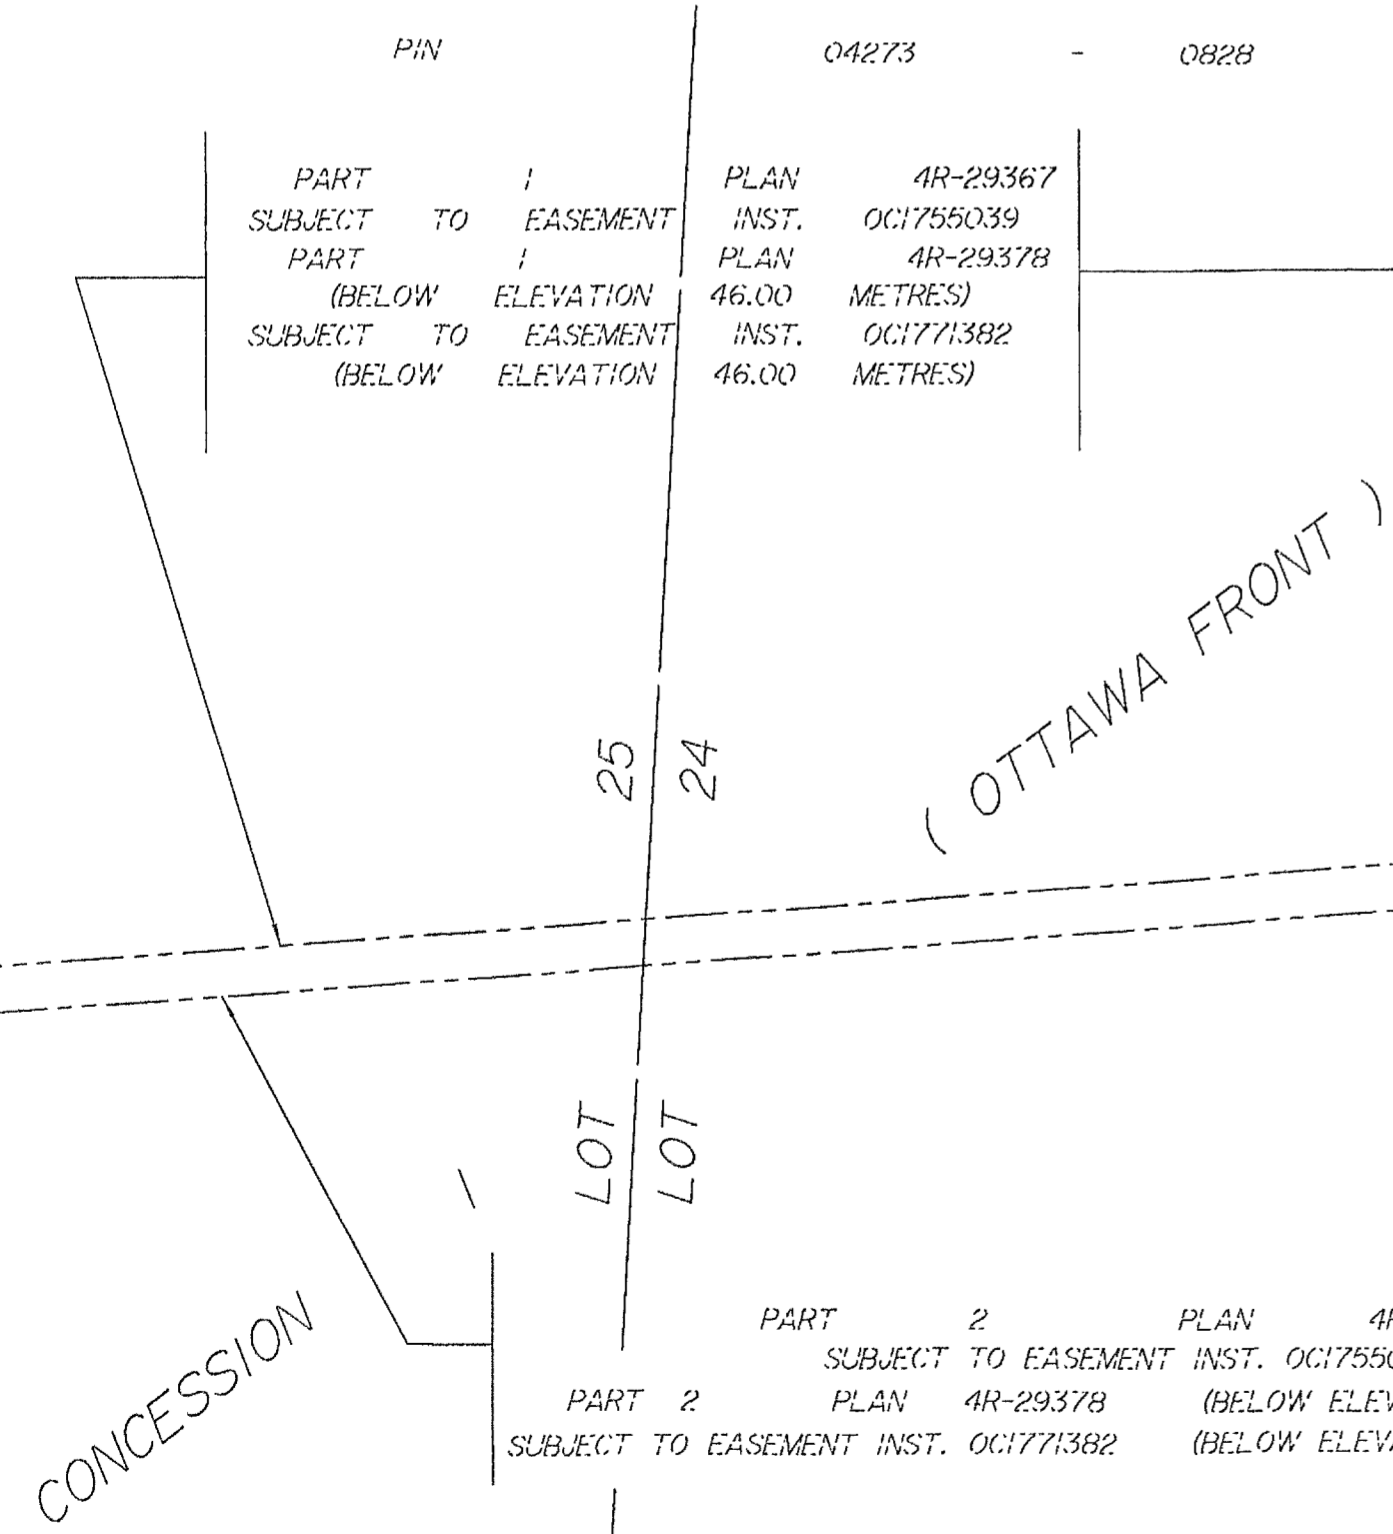 PIN 04273 - 0828
PART 1 PLAN 4R-29367
SUBJECT TO EASEMENT INST. OC1755039
PART 1 PLAN 4R-29378
(BELOW ELEVATION 46.00 METRES)
SUBJECT TO EASEMENT INST. OC1771382
(BELOW ELEVATION 46.00 METRES)
( OTTAWA FRONT )
LOT 25
LOT 24
CONCESSION 1
PART 2 PLAN
SUBJECT TO EASEMENT INST.
PART 2 PLAN 4R-29378 (BELOW
SUBJECT TO EASEMENT INST. OC1771382 (BELOW